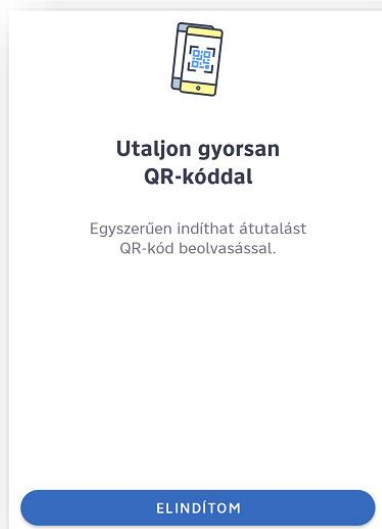 Utaljon gyorsan
QR-kóddal
Egyszerűen indíthat átutalást
QR-kód beolvasással.
ELINDÍTOM